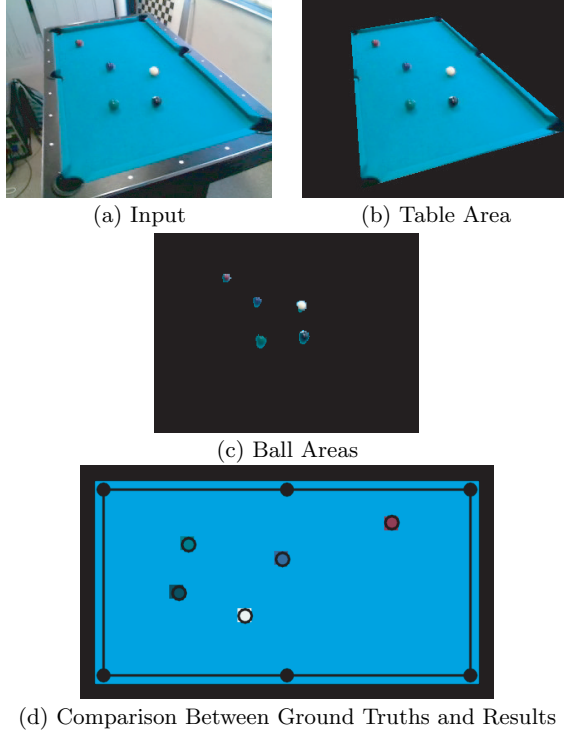 (a) Input
(b) Table Area
(c) Ball Areas
(d) Comparison Between Ground Truths and Results